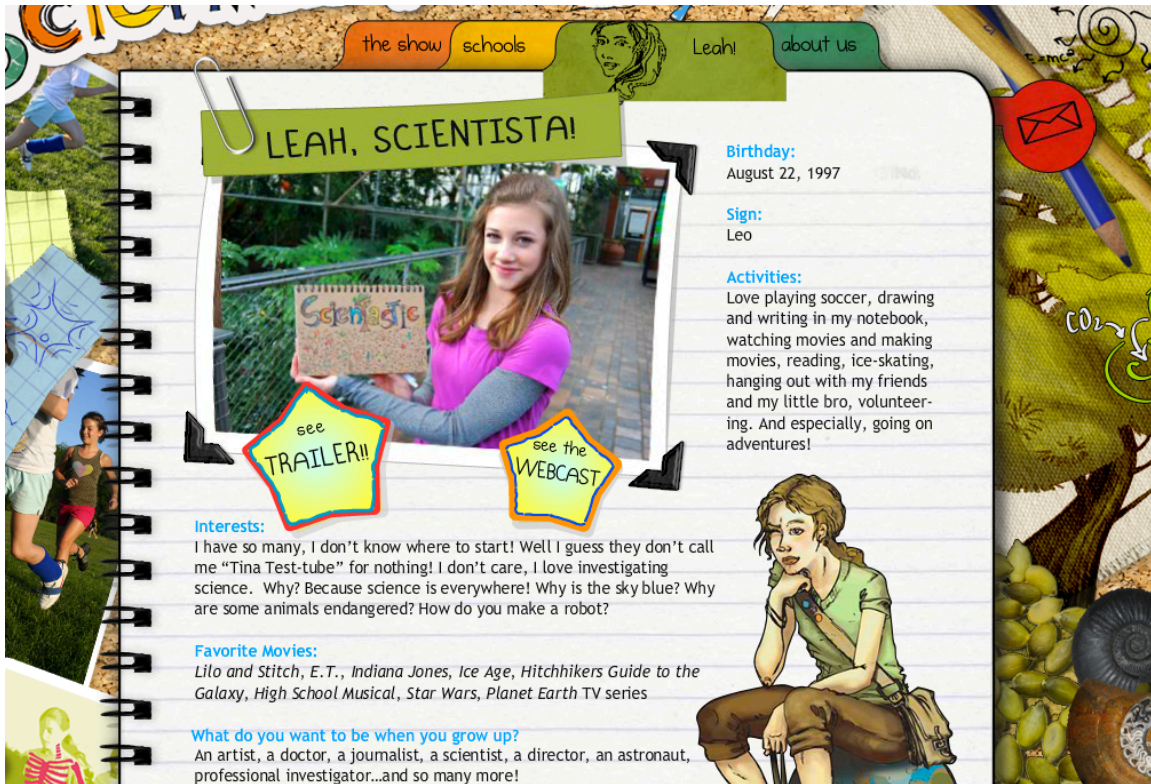 the show
schools
Leah!
about us
E=mc²
LEAH, SCIENTISTA!
Birthday:
August 22, 1997
Sign:
Leo
Activities:
Love playing soccer, drawing
and writing in my notebook,
watching movies and making
movies, reading, ice-skating,
hanging out with my friends
and my little bro, volunteer-
ing. And especially, going on
adventures!
Scientastic
CO₂
see
TRAILER!!
see the
WEBCAST
Interests:
I have so many, I don't know where to start! Well I guess they don't call
me “Tina Test-tube” for nothing! I don't care, I love investigating
science. Why? Because science is everywhere! Why is the sky blue? Why
are some animals endangered? How do you make a robot?
Favorite Movies:
Lilo and Stitch, E.T., Indiana Jones, Ice Age, Hitchhikers Guide to the
Galaxy, High School Musical, Star Wars, Planet Earth TV series
What do you want to be when you grow up?
An artist, a doctor, a journalist, a scientist, a director, an astronaut,
professional investigator...and so many more!